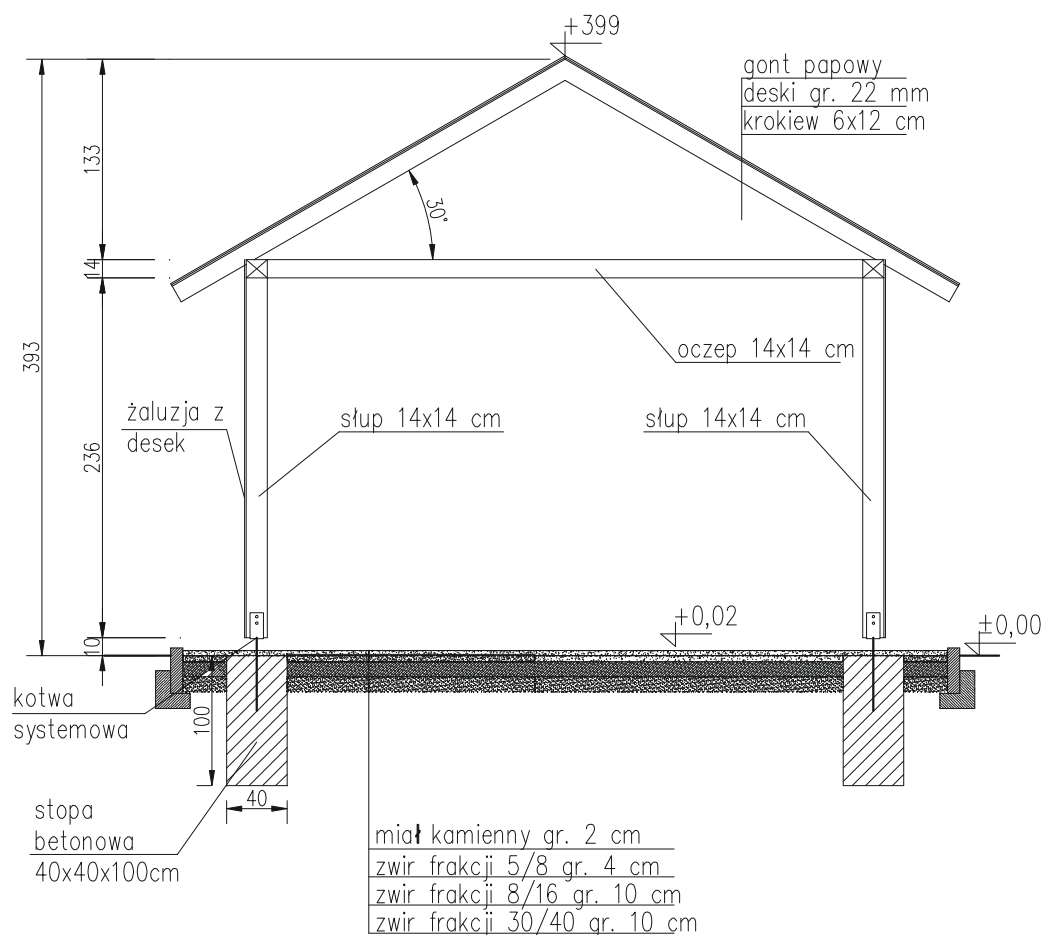 +399
gont papowy
deski gr. 22 mm
krokiew 6x12 cm
133
30°
14
393
oczep 14x14 cm
żaluzja z
desek
słup 14x14 cm
słup 14x14 cm
236
+0,02
±0,00
10
kotwa
systemowa
100
40
stopa
betonowa
40x40x100cm
miał kamienny gr. 2 cm
zwir frakcji 5/8 gr. 4 cm
zwir frakcji 8/16 gr. 10 cm
zwir frakcji 30/40 gr. 10 cm